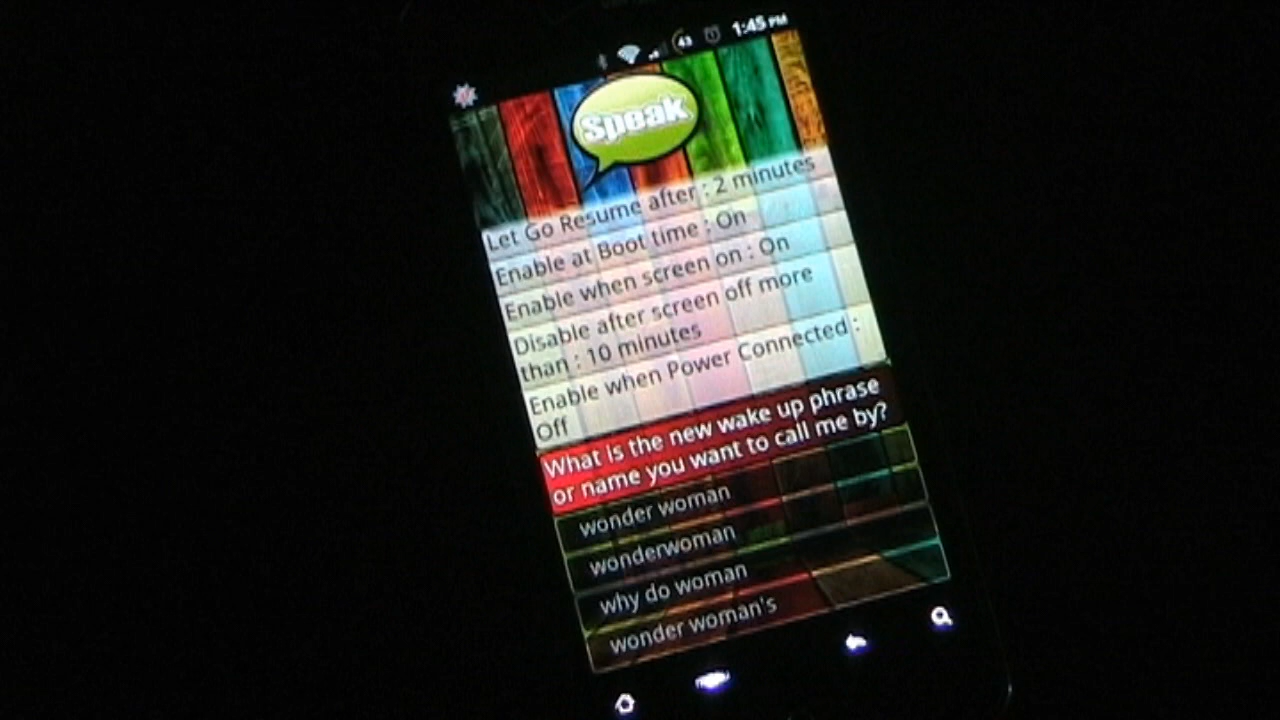 43 1:45 PM
Speak
Let Go Resume after : 2 minutes
Enable at Boot time : On
Enable when screen on : On
Disable after screen off more
than : 10 minutes
Enable when Power Connected :
Off
What is the new wake up phrase
or name you want to call me by?
wonder woman
wonderwoman
why do woman
wonder woman's
menu